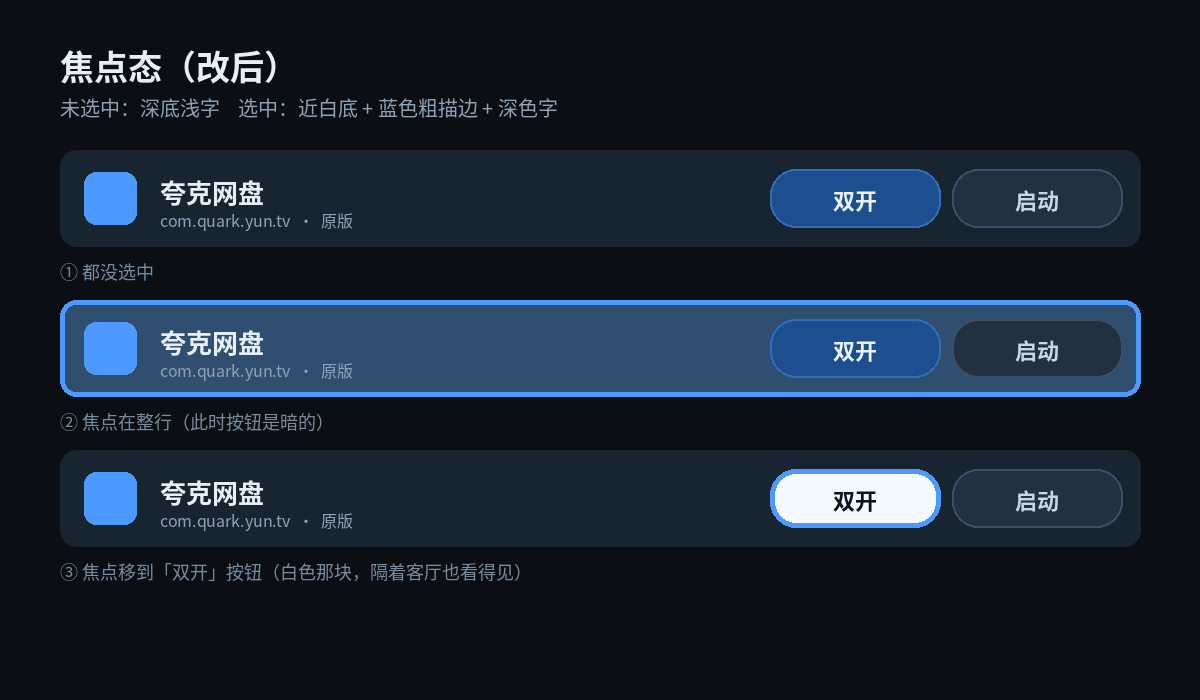 焦点态（改后）
未选中：深底浅字 选中：近白底 + 蓝色粗描边 + 深色字
夸克网盘 双开 启动
com.quark.yun.tv · 原版
① 都没选中
夸克网盘 双开 启动
com.quark.yun.tv · 原版
② 焦点在整行（此时按钮是暗的）
夸克网盘 双开 启动
com.quark.yun.tv · 原版
③ 焦点移到「双开」按钮（白色那块，隔着客厅也看得见）